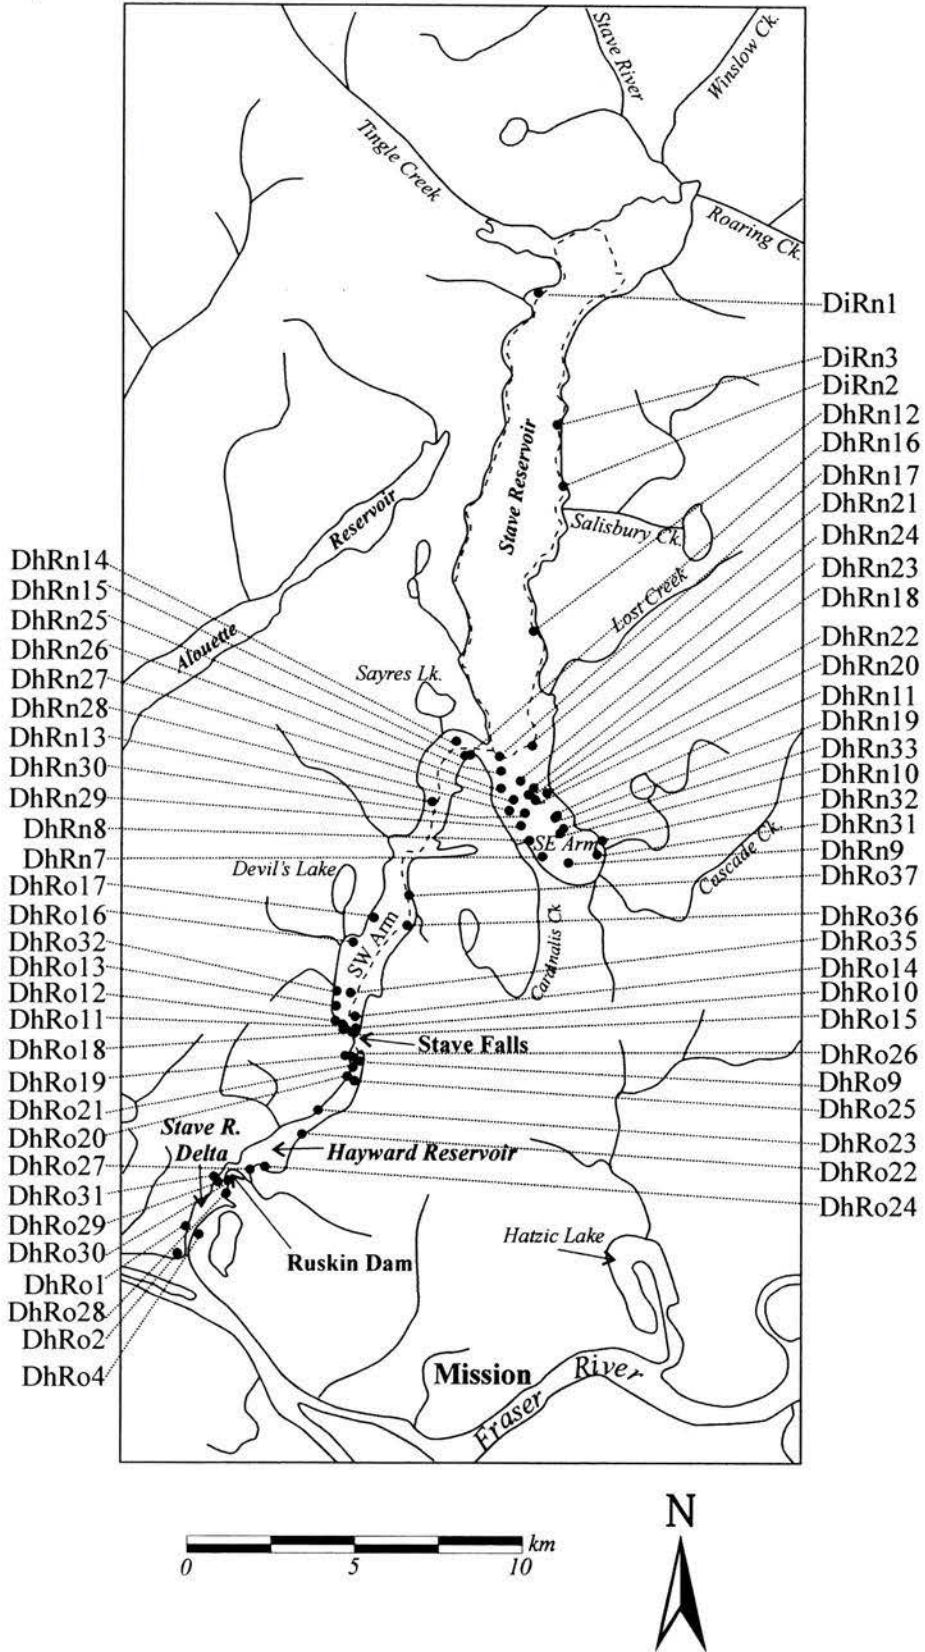 Stave River
Winslow Ck.
Tingle Creek
Roaring Ck.
DiRn1
DiRn3
DiRn2
DhRn12
DhRn16
DhRn17
DhRn21
DhRn24
DhRn23
DhRn18
DhRn22
DhRn20
DhRn11
DhRn19
DhRn33
DhRn10
DhRn32
DhRn31
DhRn9
DhRo37
DhRo36
DhRo35
DhRo14
DhRo10
DhRo15
DhRo26
DhRo9
DhRo25
DhRo23
DhRo22
DhRo24
Stave Reservoir
Salisbury Ck.
Lost Creek
Alouette Reservoir
Sayres Lk.
DhRn14
DhRn15
DhRn25
DhRn26
DhRn27
DhRn28
DhRn13
DhRn30
DhRn29
DhRn8
DhRn7
DhRo17
DhRo16
DhRo32
DhRo13
DhRo12
DhRo11
DhRo18
DhRo19
DhRo21
DhRo20
DhRo27
DhRo31
DhRo29
DhRo30
DhRo1
DhRo28
DhRo2
DhRo4
SE Arm
Cascade Ck.
Devil's Lake
SW Arm
Cardinalis Ck
Stave Falls
Stave R.
Delta
Hayward Reservoir
Hatzic Lake
Ruskin Dam
Mission
Fraser River
N
km
0 5 10